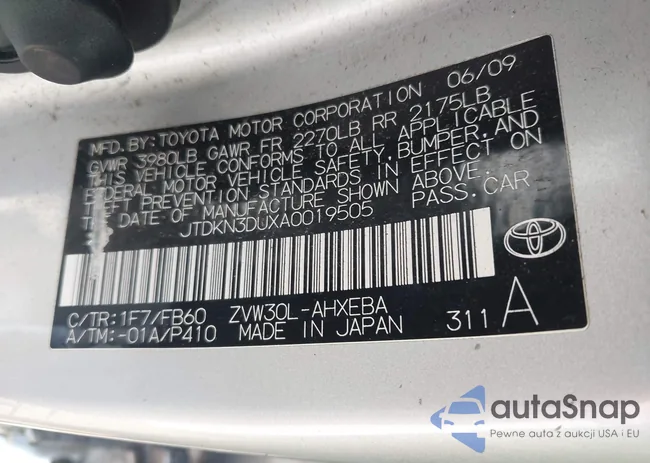 MFD. BY: TOYOTA MOTOR CORPORATION 06/09
GVWR 3980LB GAWR FR 2270LB RR 2175LB
THIS VEHICLE CONFORMS TO ALL APPLICABLE
FEDERAL MOTOR VEHICLE SAFETY, BUMPER, AND
THEFT PREVENTION STANDARDS IN EFFECT ON
THE DATE OF MANUFACTURE SHOWN ABOVE.
JTDKN3DUXA0019505 PASS. CAR
C/TR: 1F7/FB60 ZVW30L-AHXEBA
A/TM: -01A/P410 MADE IN JAPAN 311 A
autaSnap
Pewne auta z aukcji USA i EU